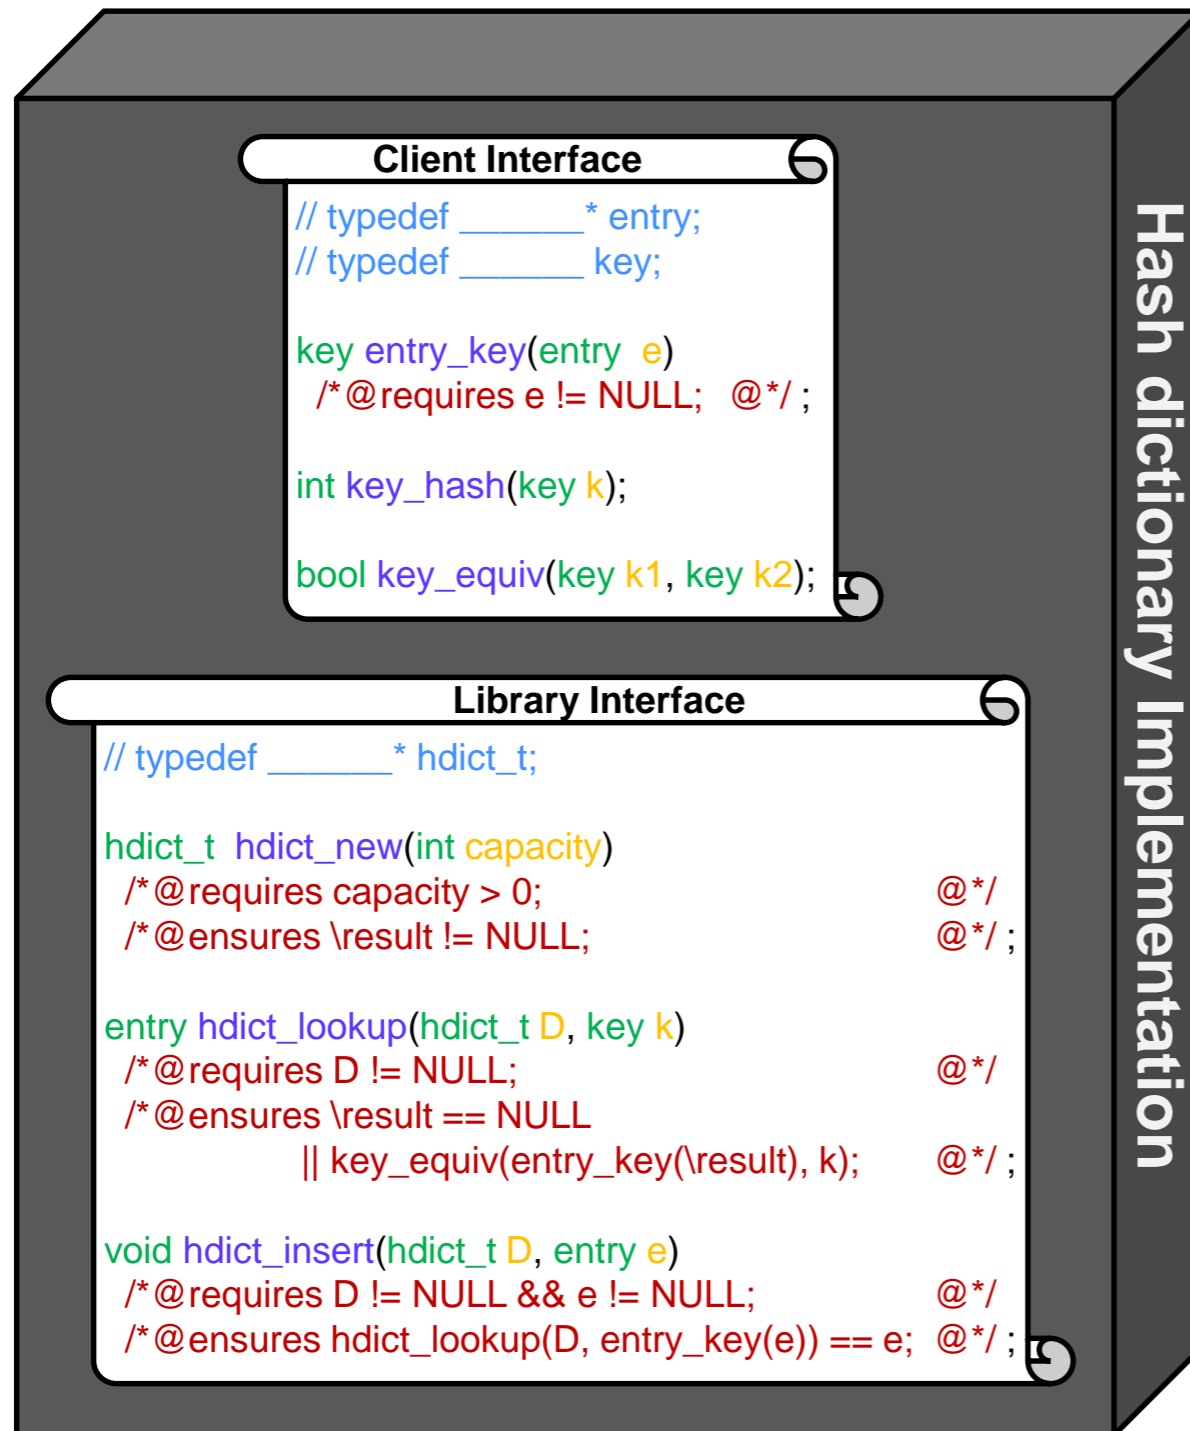 Client Interface
// typedef ______* entry;
// typedef ______ key;
key entry_key(entry e)
/*@requires e != NULL; @*/ ;
int key_hash(key k);
bool key_equiv(key k1, key k2);
Library Interface
// typedef ______* hdict_t;
hdict_t hdict_new(int capacity)
/*@requires capacity > 0; @*/
/*@ensures \result != NULL; @*/ ;
entry hdict_lookup(hdict_t D, key k)
/*@requires D != NULL; @*/
/*@ensures \result == NULL
|| key_equiv(entry_key(\result), k); @*/ ;
void hdict_insert(hdict_t D, entry e)
/*@requires D != NULL && e != NULL; @*/
/*@ensures hdict_lookup(D, entry_key(e)) == e; @*/ ;
Hash dictionary Implementation